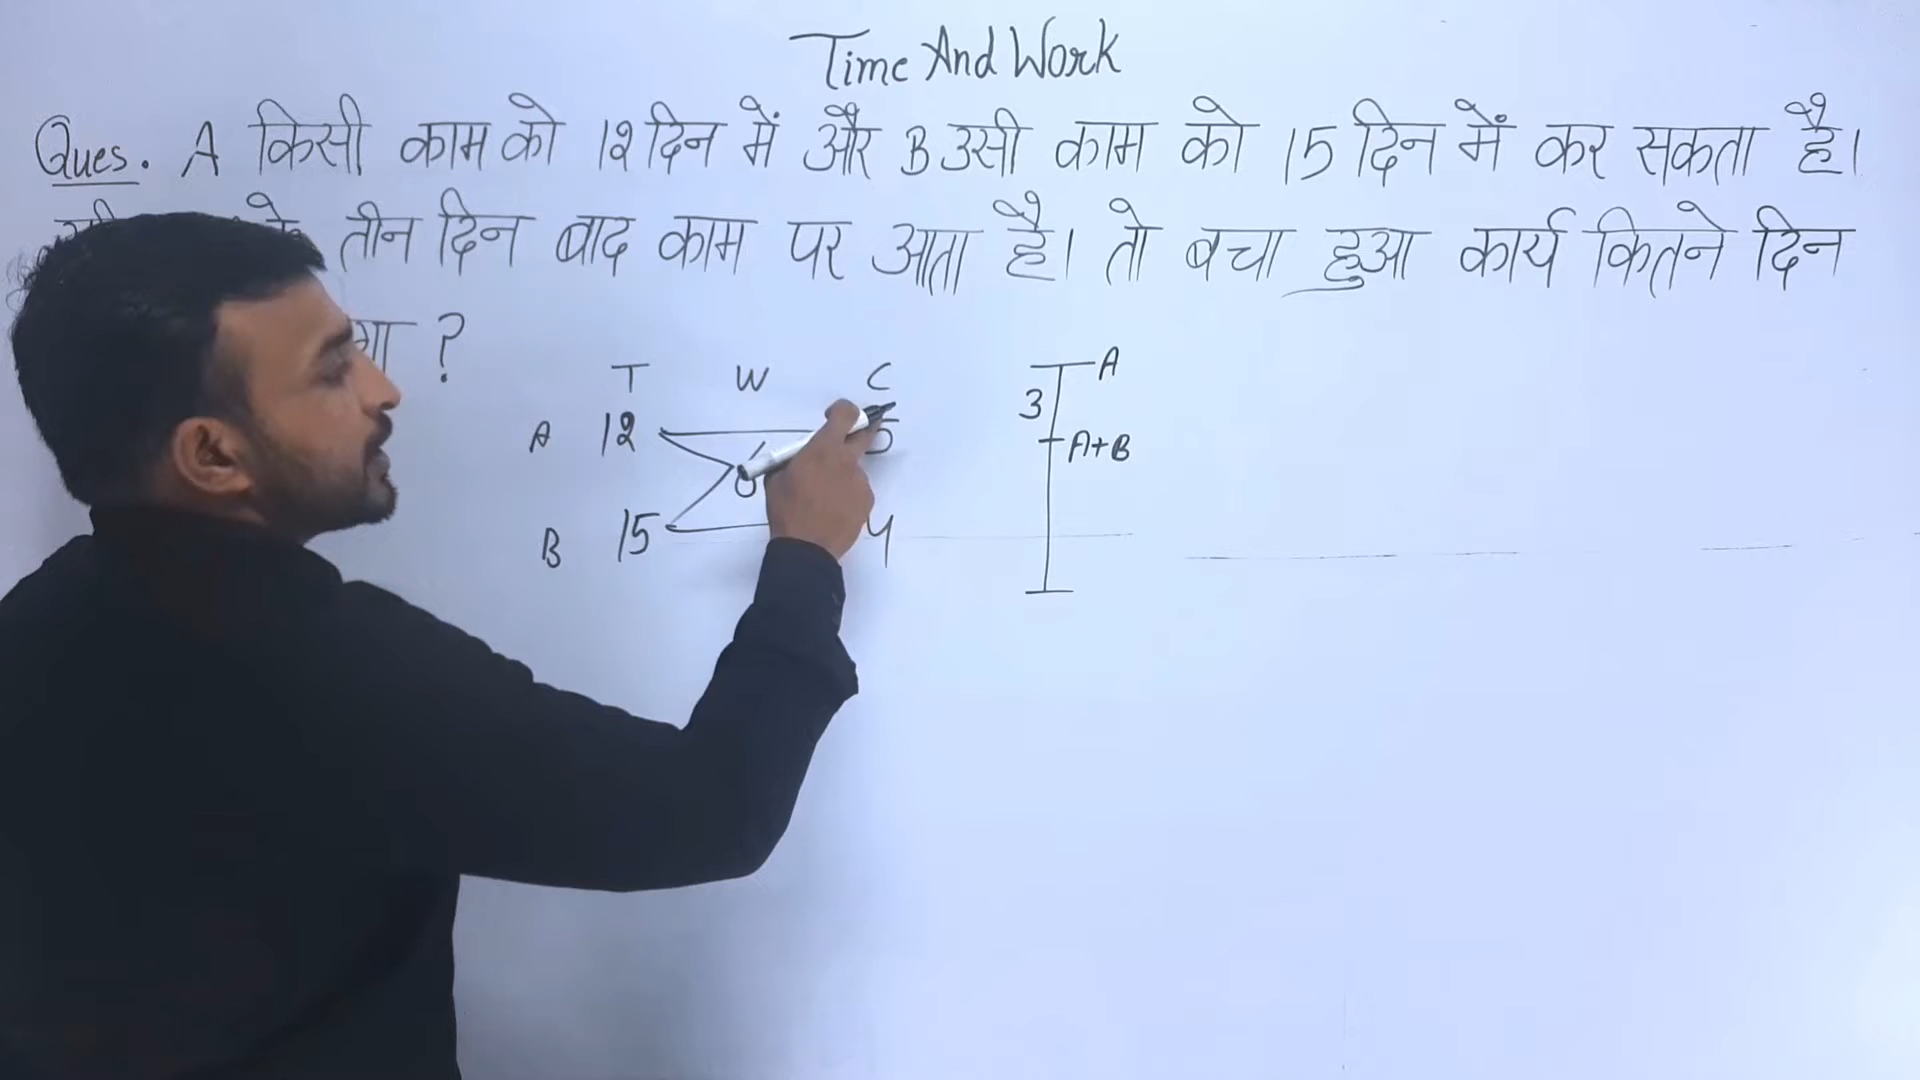 Time And Work
Ques. A किसी काम को 12 दिन में और B उसी काम को 15 दिन में कर सकता है।
तीन दिन बाद काम पर आता है। तो बचा हुआ कार्य कितने दिन
?
T W C
A 12 5
B 15 4
A
3
A+B